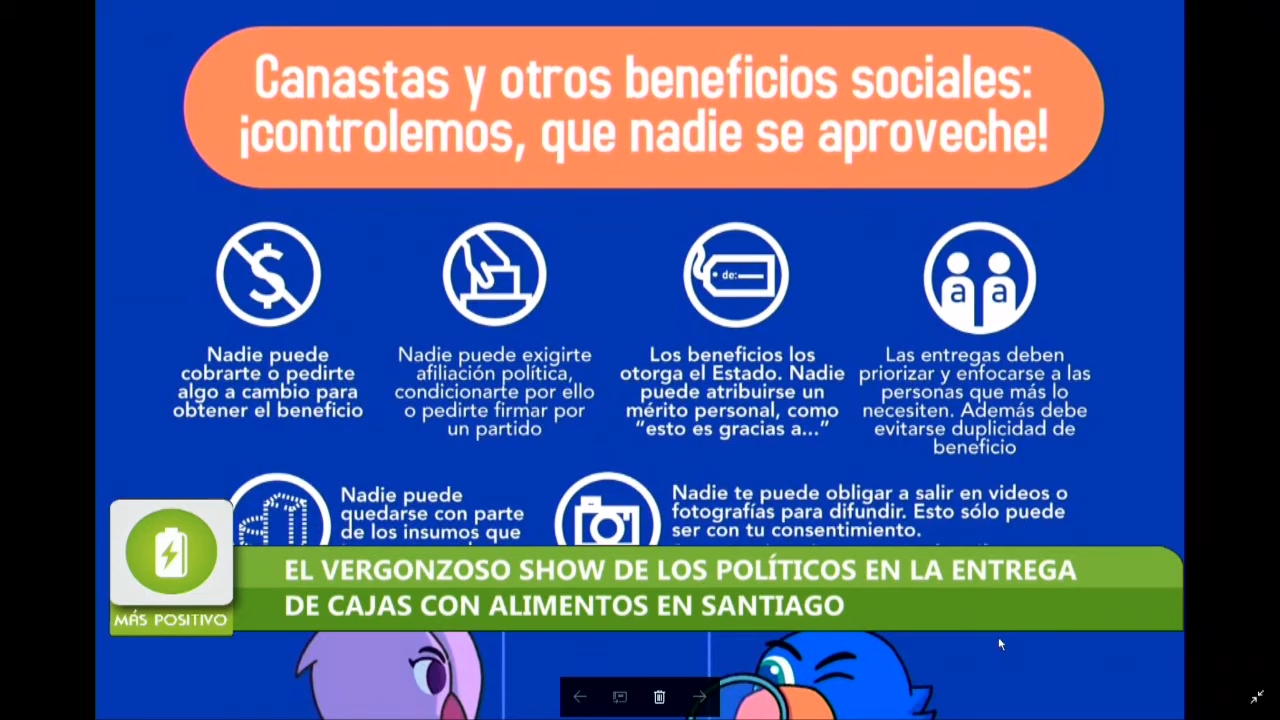 Canastas y otros beneficios sociales:
¡controlemos, que nadie se aproveche!
de:
a a
Nadie puede
cobrarte o pedirte
algo a cambio para
obtener el beneficio
Nadie puede exigirte
afiliación política,
condicionarte por ello
o pedirte firmar por
un partido
Los beneficios los
otorga el Estado. Nadie
puede atribuirse un
mérito personal, como
“esto es gracias a...”
Las entregas deben
priorizar y enfocarse a las
personas que más lo
necesiten. Además debe
evitarse duplicidad de
beneficio
Nadie puede
quedarse con parte
de los insumos que
Nadie te puede obligar a salir en videos o
fotografías para difundir. Esto sólo puede
ser con tu consentimiento.
EL VERGONZOSO SHOW DE LOS POLÍTICOS EN LA ENTREGA
DE CAJAS CON ALIMENTOS EN SANTIAGO
MÁS POSITIVO